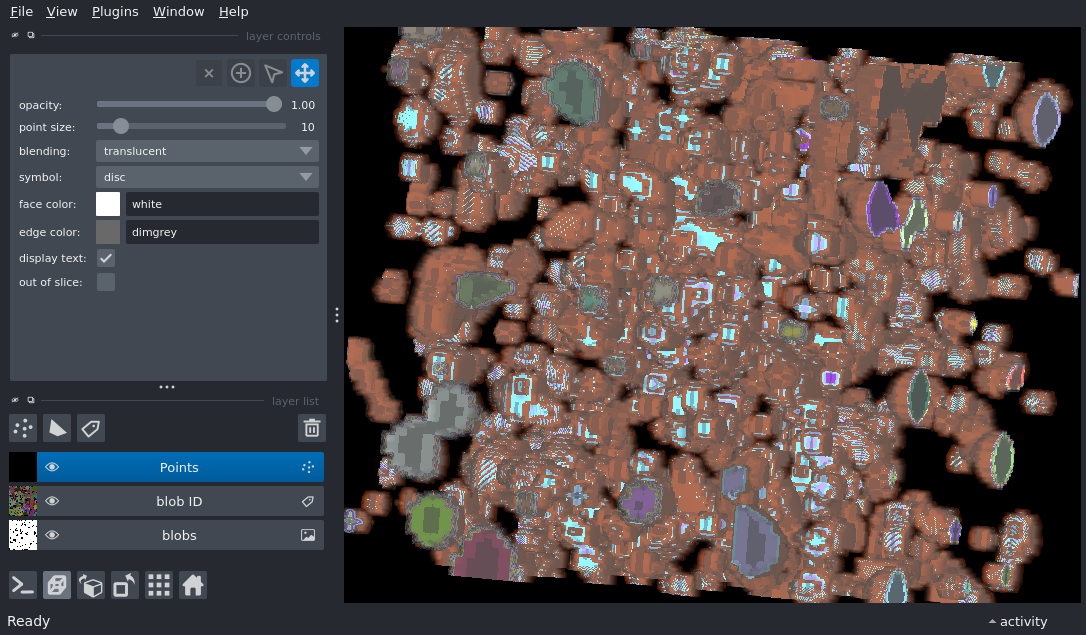 File View Plugins Window Help
layer controls
opacity: 1.00
point size: 10
blending: translucent
symbol: disc
face color: white
edge color: dimgrey
display text:
out of slice:
layer list
Points
blob ID
blobs
Ready
activity